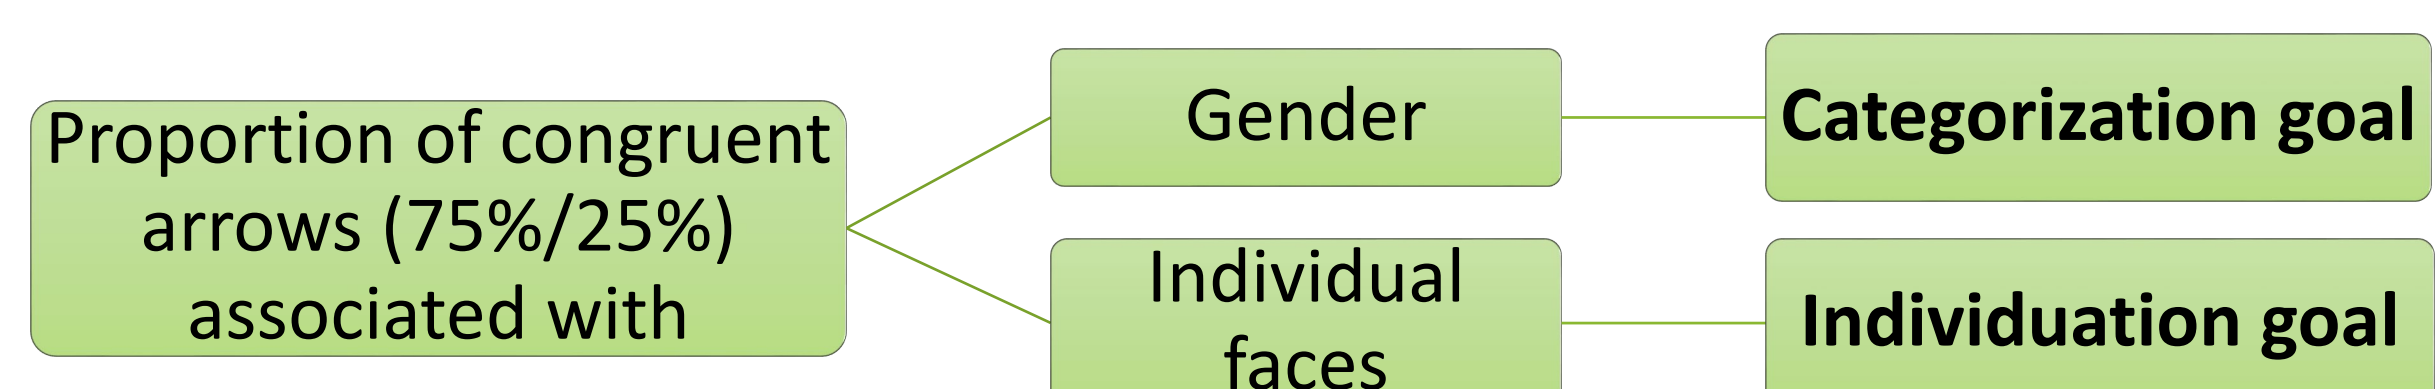 Proportion of congruent
arrows (75%/25%)
associated with
Gender
Categorization goal
Individual
faces
Individuation goal